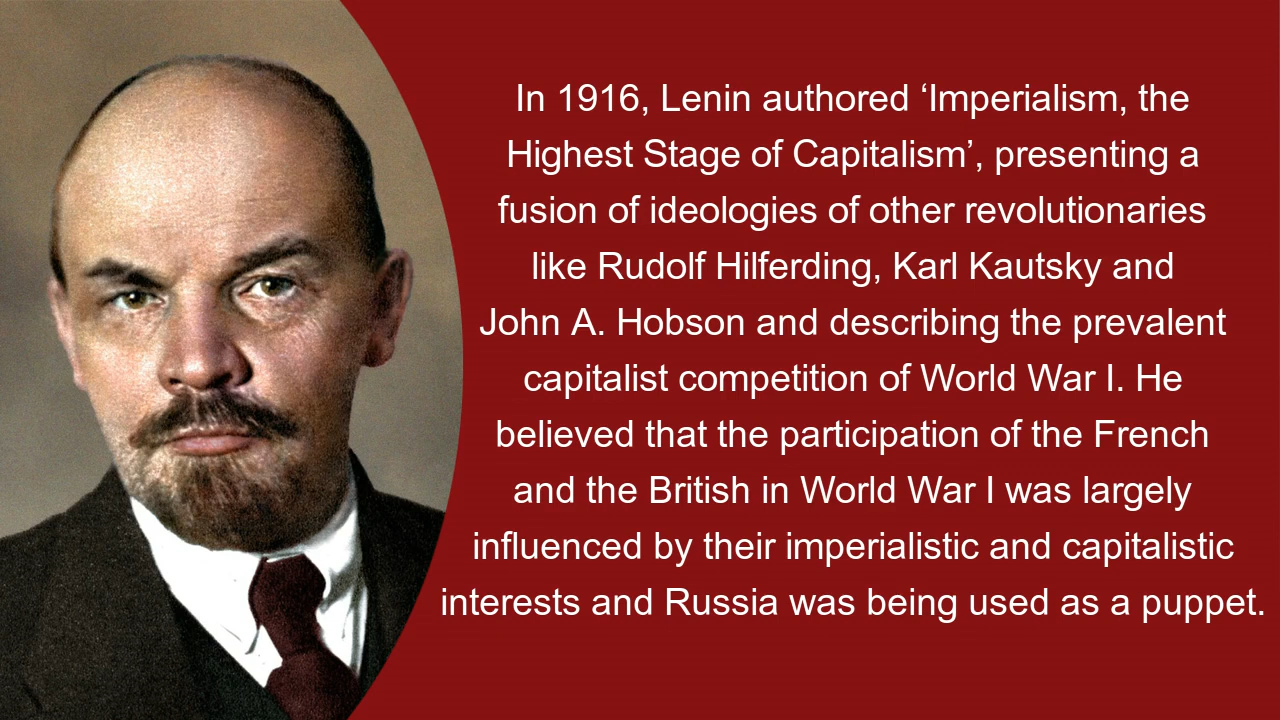 In 1916, Lenin authored ‘Imperialism, the
Highest Stage of Capitalism’, presenting a
fusion of ideologies of other revolutionaries
like Rudolf Hilferding, Karl Kautsky and
John A. Hobson and describing the prevalent
capitalist competition of World War I. He
believed that the participation of the French
and the British in World War I was largely
influenced by their imperialistic and capitalistic
interests and Russia was being used as a puppet.